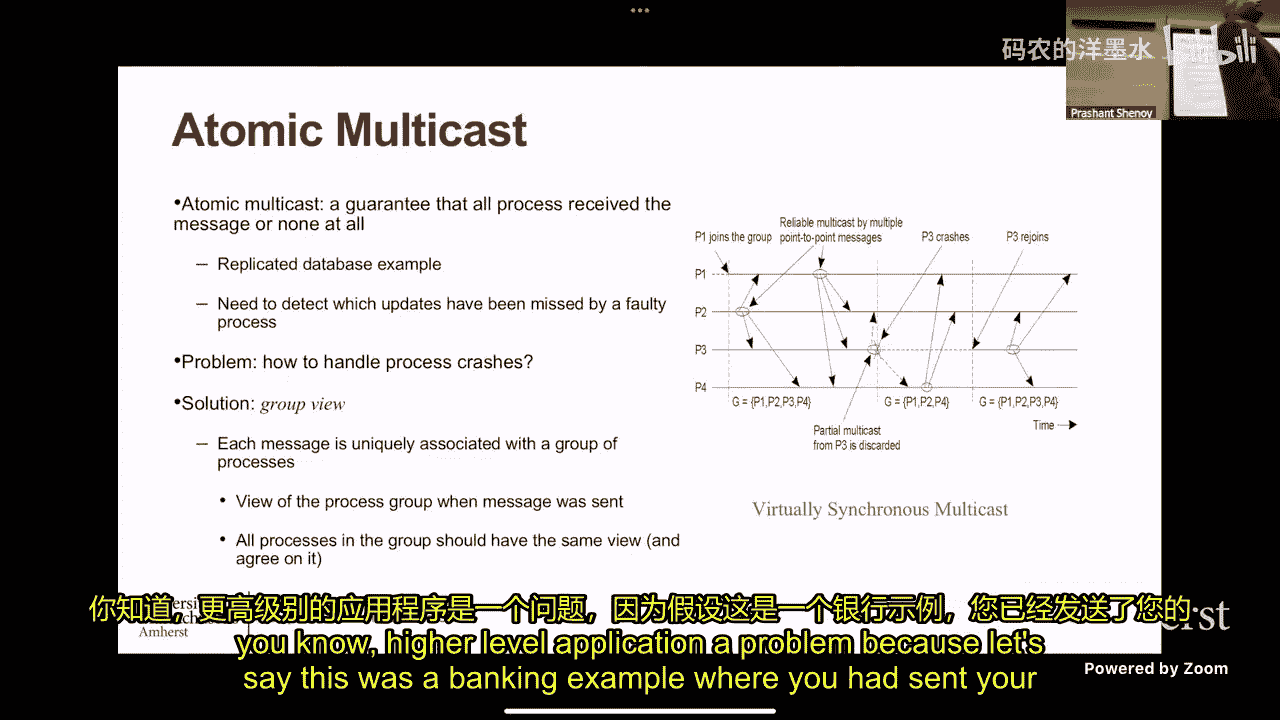 码农的洋墨水
bili
Prashant Shenoy
Atomic Multicast
•Atomic multicast: a guarantee that all process received the
message or none at all
– Replicated database example
– Need to detect which updates have been missed by a faulty
process
•Problem: how to handle process crashes?
•Solution: group view
– Each message is uniquely associated with a group of
processes
• View of the process group when message was sent
• All processes in the group should have the same view (and
agree on it)
Reliable multicast by multiple
P1 joins the group point-to-point messages P3 crashes P3 rejoins
P1
P2
P3
P4
G = {P1,P2,P3,P4} G = {P1,P2,P4} G = {P1,P2,P3,P4}
Time
Partial multicast
from P3 is discarded
Virtually Synchronous Multicast
你知道，更高级别的应用程序是一个问题，因为假设这是一个银行示例，您已经发送了您的
you know, higher level application a problem because let's
say this was a banking example where you had sent your
Amherst
Powered by Zoom